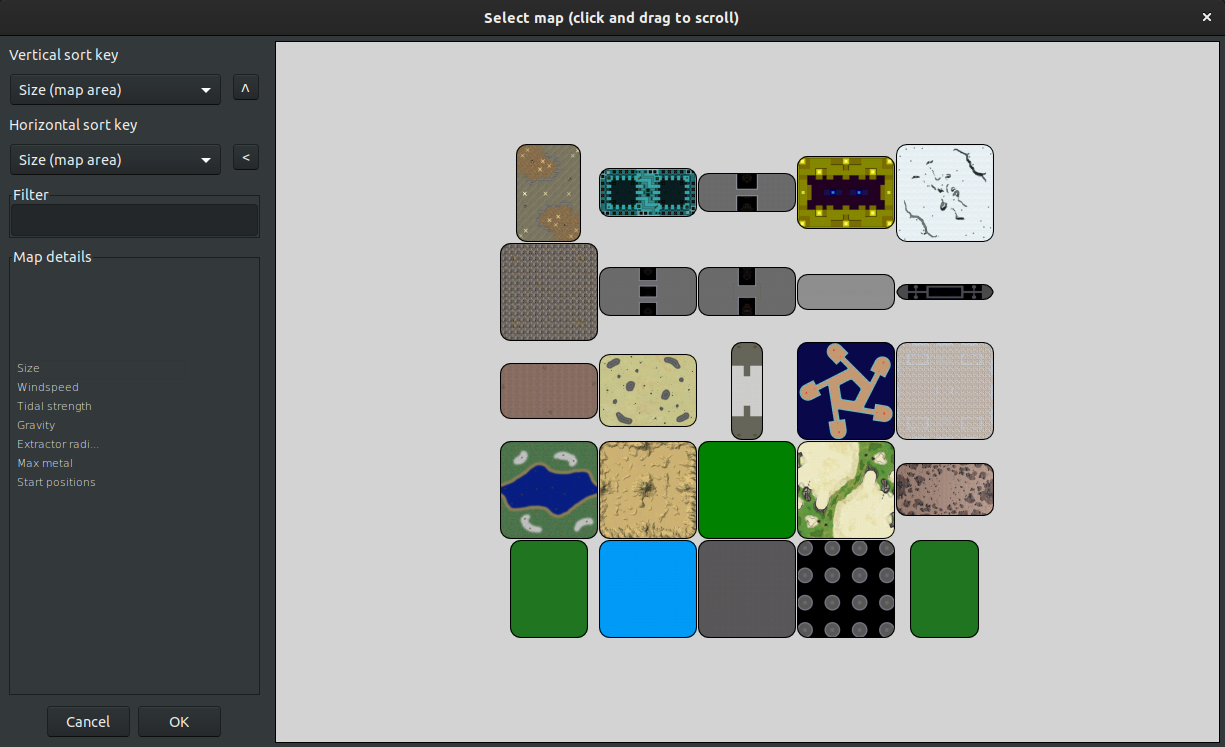 Select map (click and drag to scroll)
×
Vertical sort key
Size (map area)
^
Horizontal sort key
Size (map area)
<
Filter
Map details
Size
Windspeed
Tidal strength
Gravity
Extractor radi...
Max metal
Start positions
Cancel
OK